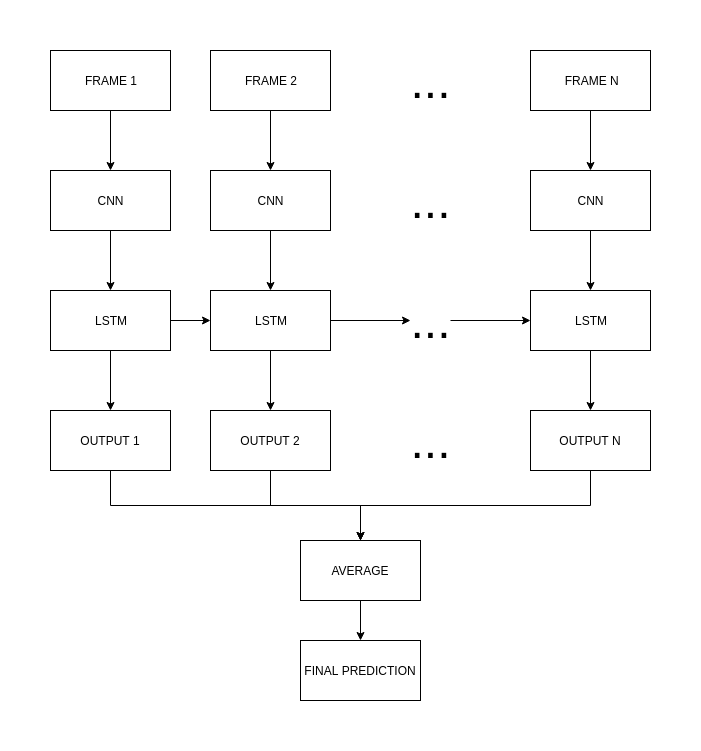 FRAME 1
FRAME 2
...
FRAME N
CNN
CNN
...
CNN
LSTM
LSTM
...
LSTM
OUTPUT 1
OUTPUT 2
...
OUTPUT N
AVERAGE
FINAL PREDICTION